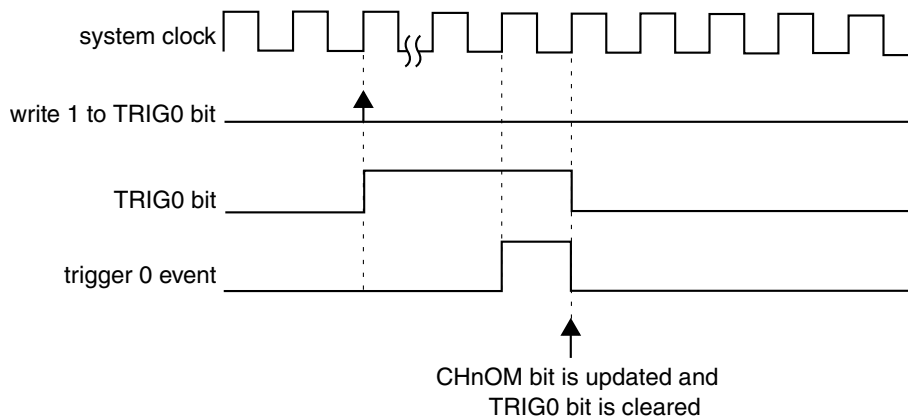 system clock
write 1 to TRIG0 bit
TRIG0 bit
trigger 0 event
CHnOM bit is updated and
TRIG0 bit is cleared